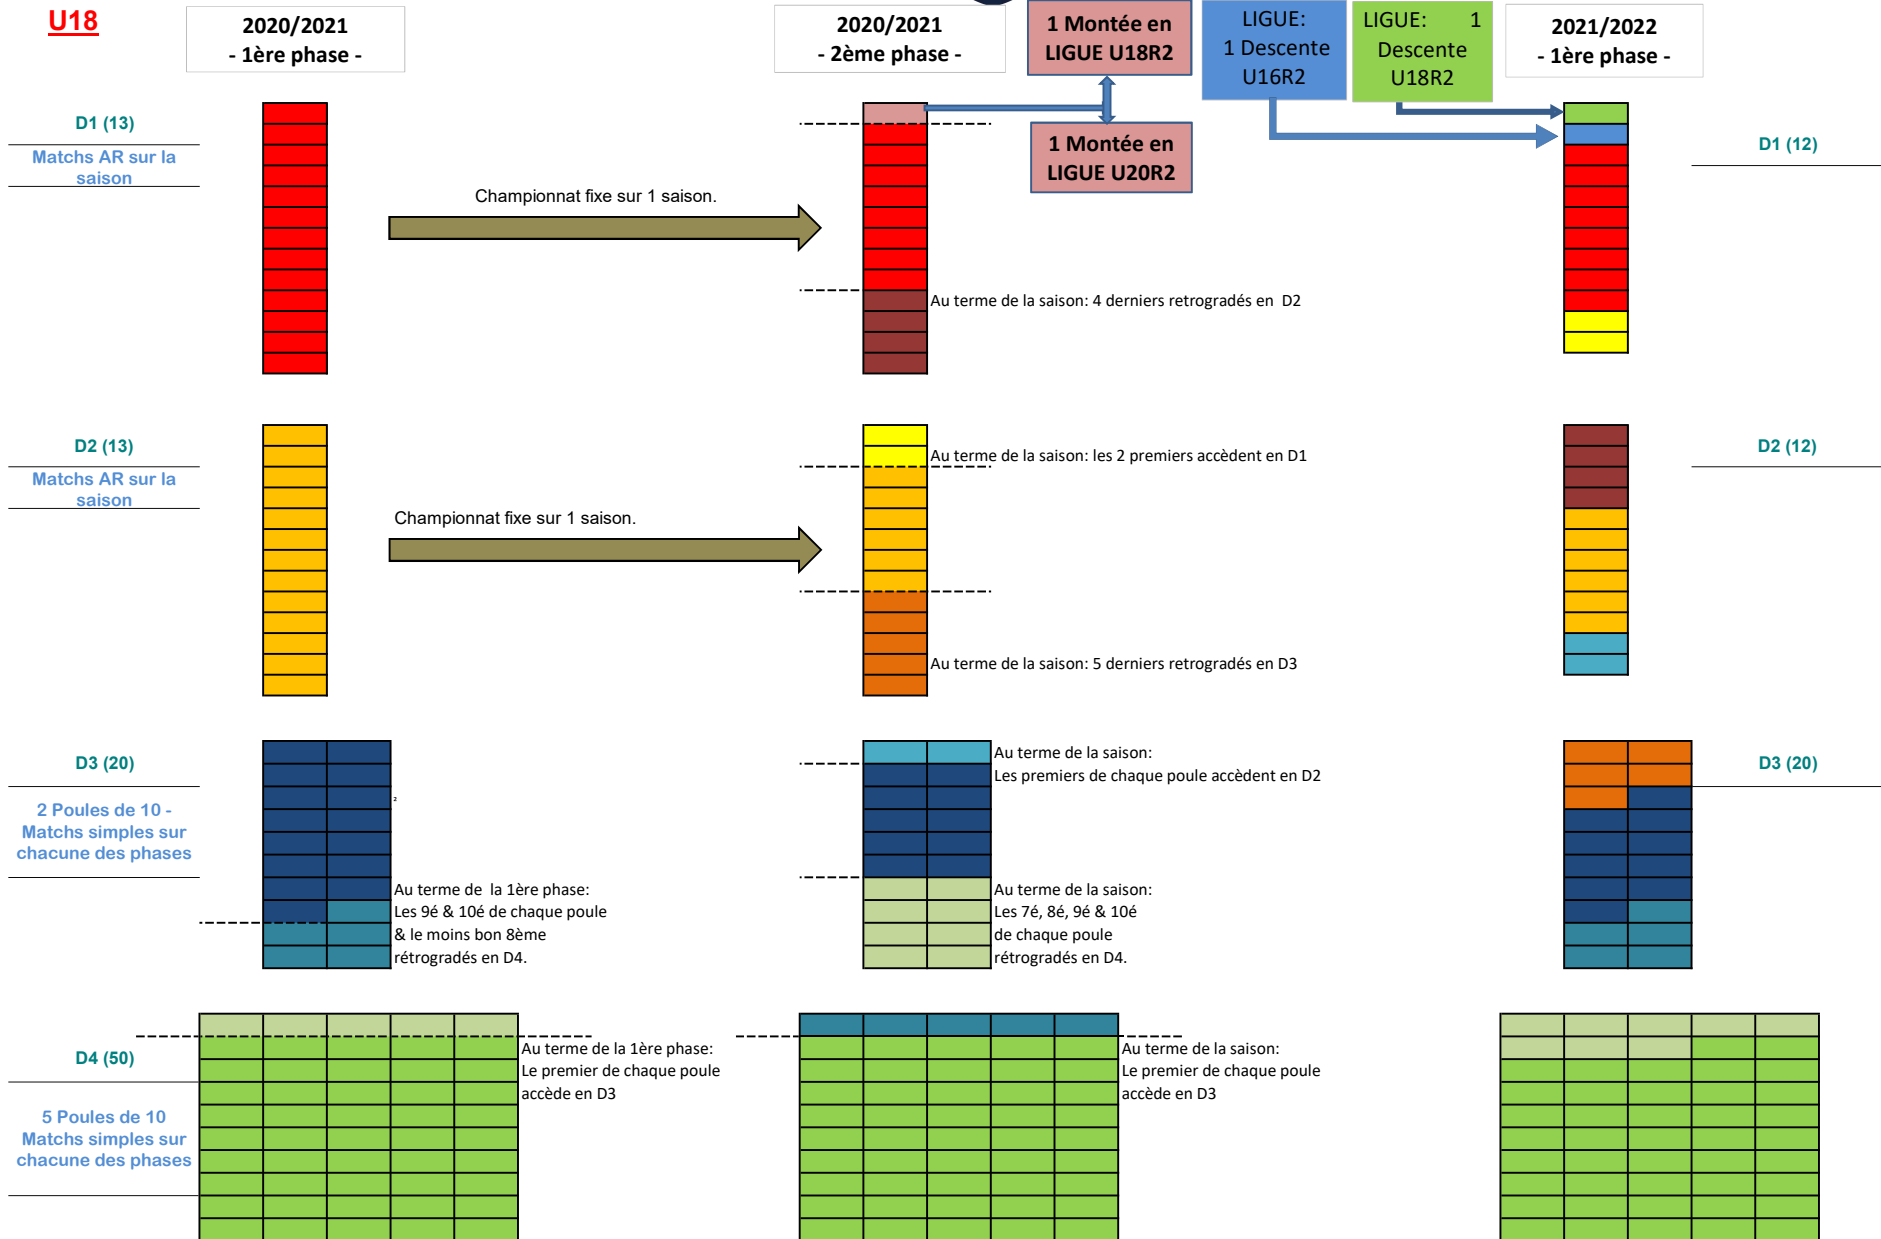 U18
2020/2021
- 1ère phase -
2020/2021
- 2ème phase -
1 Montée en
LIGUE U18R2
LIGUE:
1 Descente
U16R2
LIGUE: 1
Descente
U18R2
2021/2022
- 1ère phase -
D1 (13)
Matchs AR sur la
saison
Championnat fixe sur 1 saison.
1 Montée en
LIGUE U20R2
D1 (12)
Au terme de la saison: 4 derniers retrogradés en D2
D2 (13)
Matchs AR sur la
saison
Championnat fixe sur 1 saison.
Au terme de la saison: les 2 premiers accèdent en D1
D2 (12)
Au terme de la saison: 5 derniers retrogradés en D3
D3 (20)
2 Poules de 10 -
Matchs simples sur
chacune des phases
2
Au terme de la 1ère phase:
Les 9é & 10é de chaque poule
& le moins bon 8ème
rétrogradés en D4.
Au terme de la saison:
Les premiers de chaque poule accèdent en D2
Au terme de la saison:
Les 7é, 8é, 9é & 10é
de chaque poule
rétrogradés en D4.
D3 (20)
D4 (50)
5 Poules de 10
Matchs simples sur
chacune des phases
Au terme de la 1ère phase:
Le premier de chaque poule
accède en D3
Au terme de la saison:
Le premier de chaque poule
accède en D3